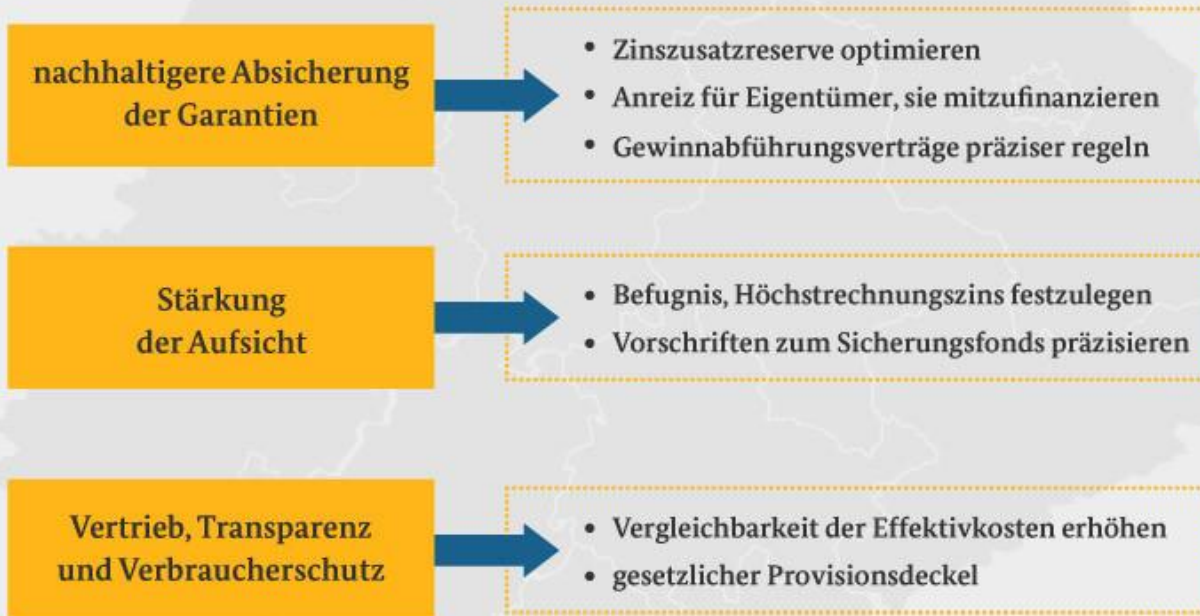 nachhaltigere Absicherung
der Garantien
• Zinszusatzreserve optimieren
• Anreiz für Eigentümer, sie mitzufinanzieren
• Gewinnabführungsverträge präziser regeln
Stärkung
der Aufsicht
• Befugnis, Höchstrechnungszins festzulegen
• Vorschriften zum Sicherungsfonds präzisieren
Vertrieb, Transparenz
und Verbraucherschutz
• Vergleichbarkeit der Effektivkosten erhöhen
• gesetzlicher Provisionsdeckel